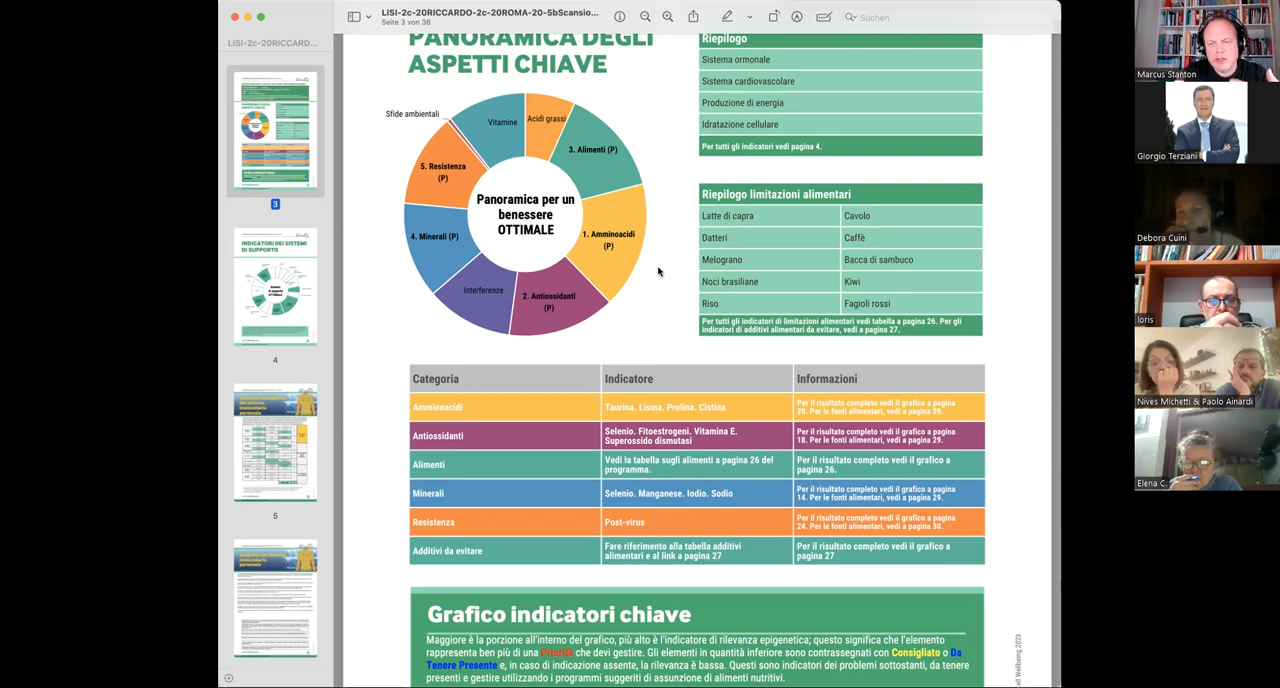 LISI-2c-20RICCARDO-2c-20ROMA-20-5bScansio...
Seite 3 von 36
Suchen
LISI-2c-20RICCARD...
3
INDICATORI DEI SISTEMI
DI SUPPORTO
4
5
PANORAMICA DEGLI
ASPETTI CHIAVE
Sfide ambientali
Vitamine
Acidi grassi
3. Alimenti (P)
1. Amminoacidi
(P)
2. Antiossidanti
(P)
Interferenze
4. Minerali (P)
5. Resistenza
(P)
Panoramica per un
benessere
OTTIMALE
Riepilogo
Sistema ormonale
Sistema cardiovascolare
Produzione di energia
Idratazione cellulare
Per tutti gli indicatori vedi pagina 4.
Riepilogo limitazioni alimentari
Latte di capra Cavolo
Datteri Caffè
Melograno Bacca di sambuco
Noci brasiliane Kiwi
Riso Fagioli rossi
Per tutti gli indicatori di limitazioni alimentari vedi tabella a pagina 26. Per gli
indicatori di additivi alimentari da evitare, vedi a pagina 27.
Categoria Indicatore Informazioni
Amminoacidi Taurina. Lisina. Prolina. Cistina Per il risultato completo vedi il grafico a pagina
20. Per le fonti alimentari, vedi a pagina 29.
Antiossidanti Selenio. Fitoestrogeni. Vitamina E.
Superossido dismutasi Per il risultato completo vedi il grafico a pagina
18. Per le fonti alimentari, vedi a pagina 29.
Alimenti Vedi la tabella sugli alimenti a pagina 26 del
programma. Per il risultato completo vedi il grafico a
pagina 26.
Minerali Selenio. Manganese. Iodio. Sodio Per il risultato completo vedi il grafico a pagina
14. Per le fonti alimentari, vedi a pagina 29.
Resistenza Post-virus Per il risultato completo vedi il grafico a pagina
24. Per le fonti alimentari, vedi a pagina 30.
Additivi da evitare Fare riferimento alla tabella additivi
alimentari e al link a pagina 27 Per il risultato completo vedi il grafico a
pagina 27
Grafico indicatori chiave
Maggiore è la porzione all'interno del grafico, più alto è l'indicatore di rilevanza epigenetica; questo significa che l'elemento
rappresenta ben più di una Priorità che devi gestire. Gli elementi in quantità inferiore sono contrassegnati con Consigliato o Da
Tenere Presente e, in caso di indicazione assente, la rilevanza è bassa. Questi sono indicatori dei problemi sottostanti, da tenere
presenti e gestire utilizzando i programmi suggeriti di assunzione di alimenti nutritivi.
ell Wellbeing 2023
Marcus Stanton
Giorgio Terziani
Debora Cuini
loris
Nives Michetti & Paolo Ainardi
Elena C.